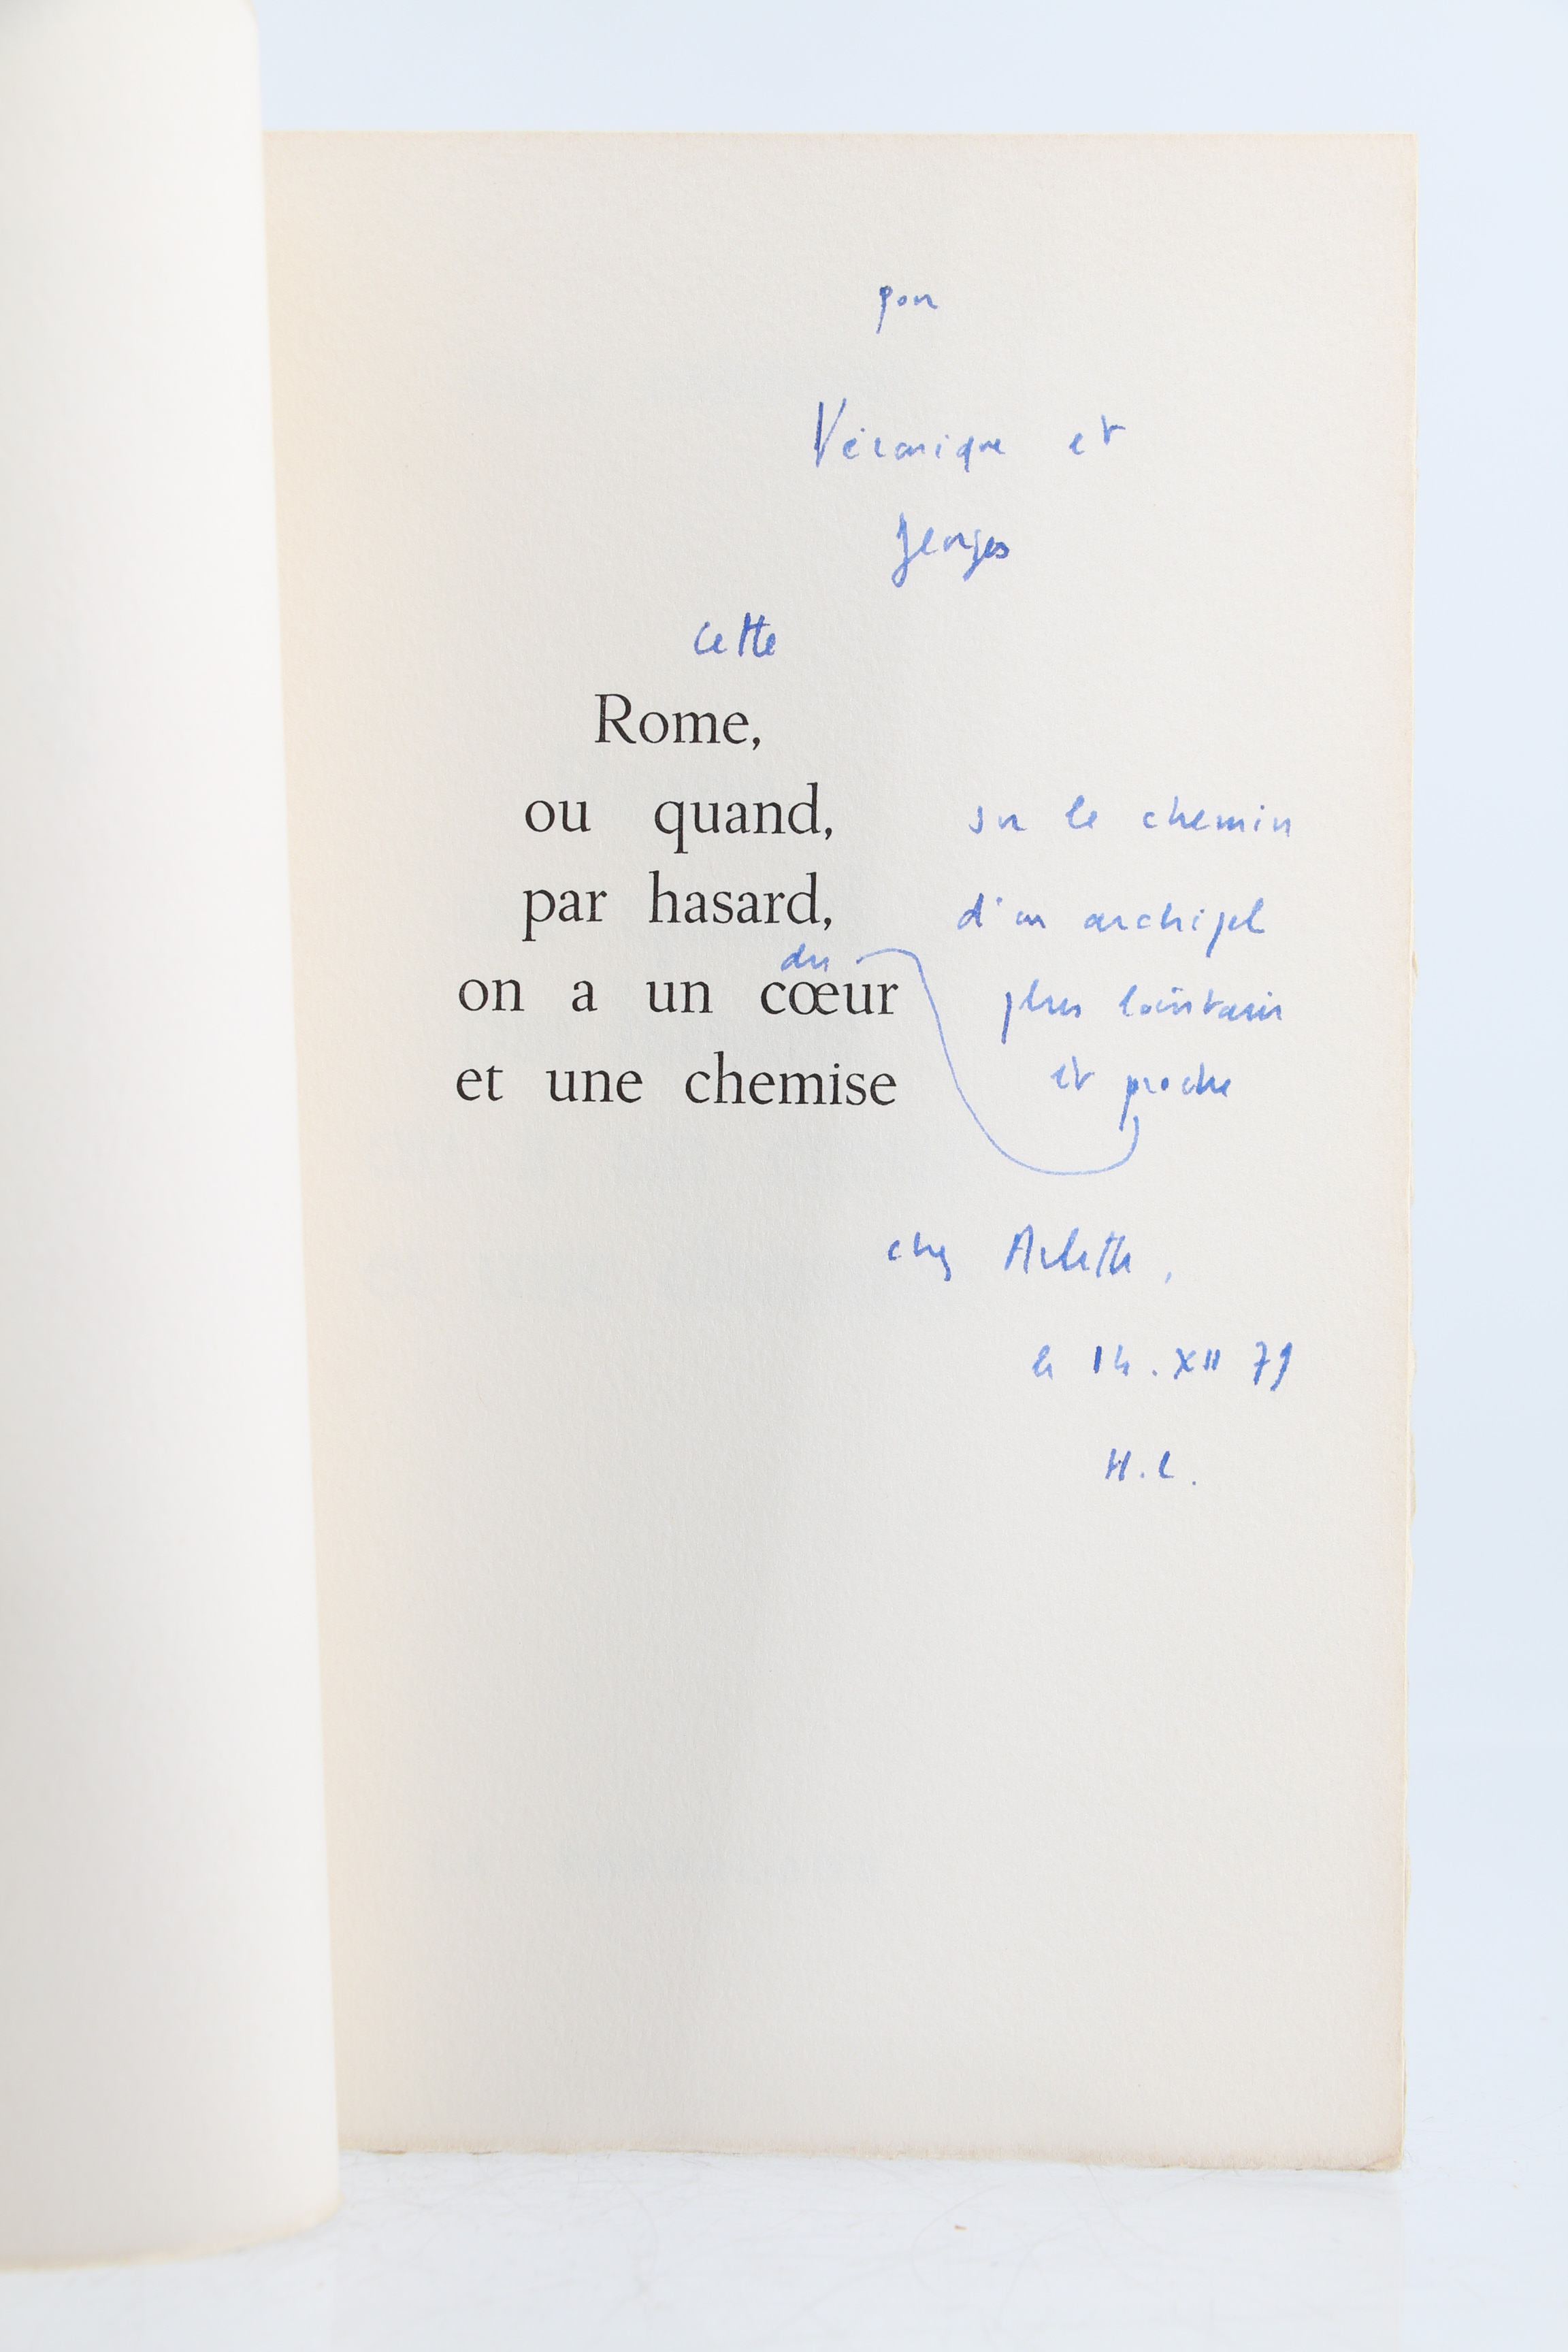 pour
Véronique et
Georges
cette
Rome,
ou quand,
par hasard,
on a un cœur
et une chemise
sur le chemin
d'un archipel
plus lointain
et proche
du
chez Arlette,
le 14.XII 79
H.L.